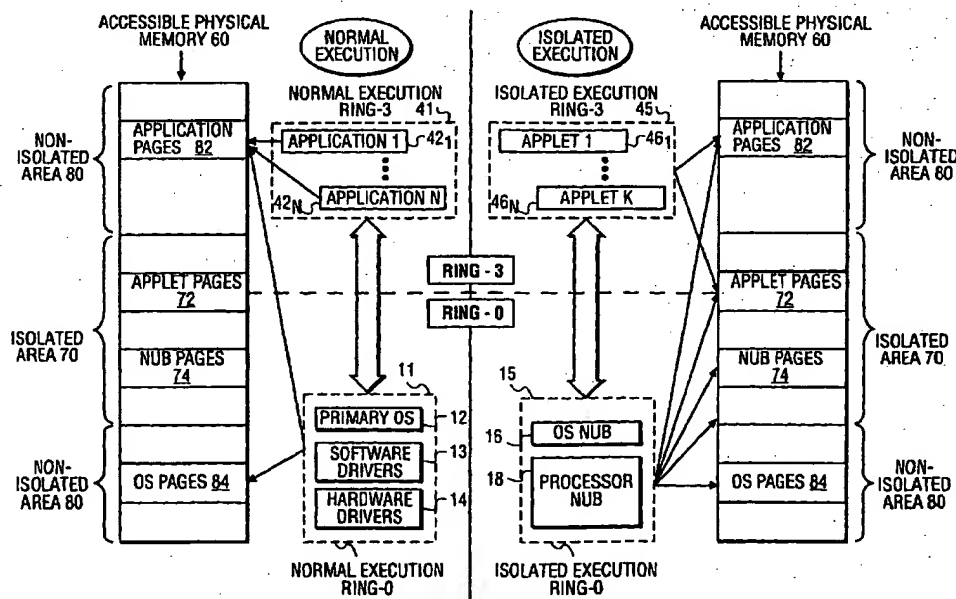 ACCESSIBLE PHYSICAL
MEMORY 60
NORMAL
EXECUTION
ISOLATED
EXECUTION
ACCESSIBLE PHYSICAL
MEMORY 60
NORMAL EXECUTION
RING-3
41
ISOLATED EXECUTION
RING-3
45
NON-
ISOLATED
AREA 80
APPLICATION
PAGES 82
APPLICATION 1
42₁
APPLICATION N
42N
APPLET 1
46₁
APPLET K
46N
APPLICATION
PAGES 82
NON-
ISOLATED
AREA 80
RING - 3
RING - 0
ISOLATED
AREA 70
APPLET PAGES
72
NUB PAGES
74
APPLET PAGES
72
NUB PAGES
74
ISOLATED
AREA 70
11
PRIMARY OS
12
SOFTWARE
DRIVERS
13
HARDWARE
DRIVERS
14
15
OS NUB
16
PROCESSOR
NUB
18
NON-
ISOLATED
AREA 80
OS PAGES 84
OS PAGES 84
NON-
ISOLATED
AREA 80
NORMAL EXECUTION
RING-0
ISOLATED EXECUTION
RING-0